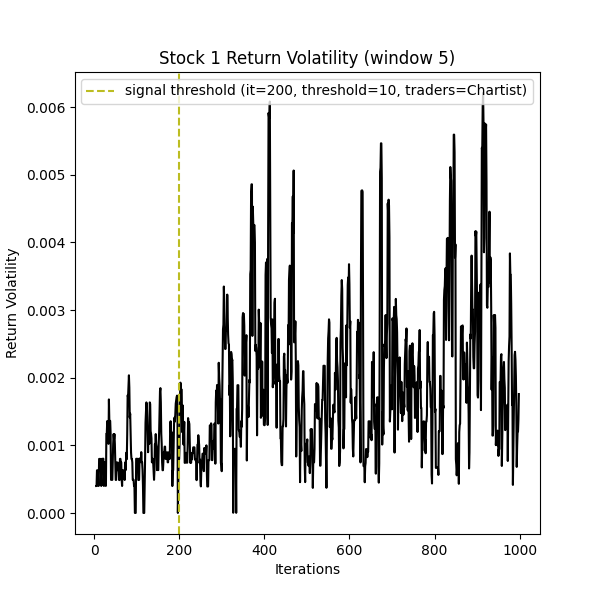 Stock 1 Return Volatility (window 5)
signal threshold (it=200, threshold=10, traders=Chartist)
Return Volatility
0.006
0.005
0.004
0.003
0.002
0.001
0.000
0 200 400 600 800 1000
Iterations